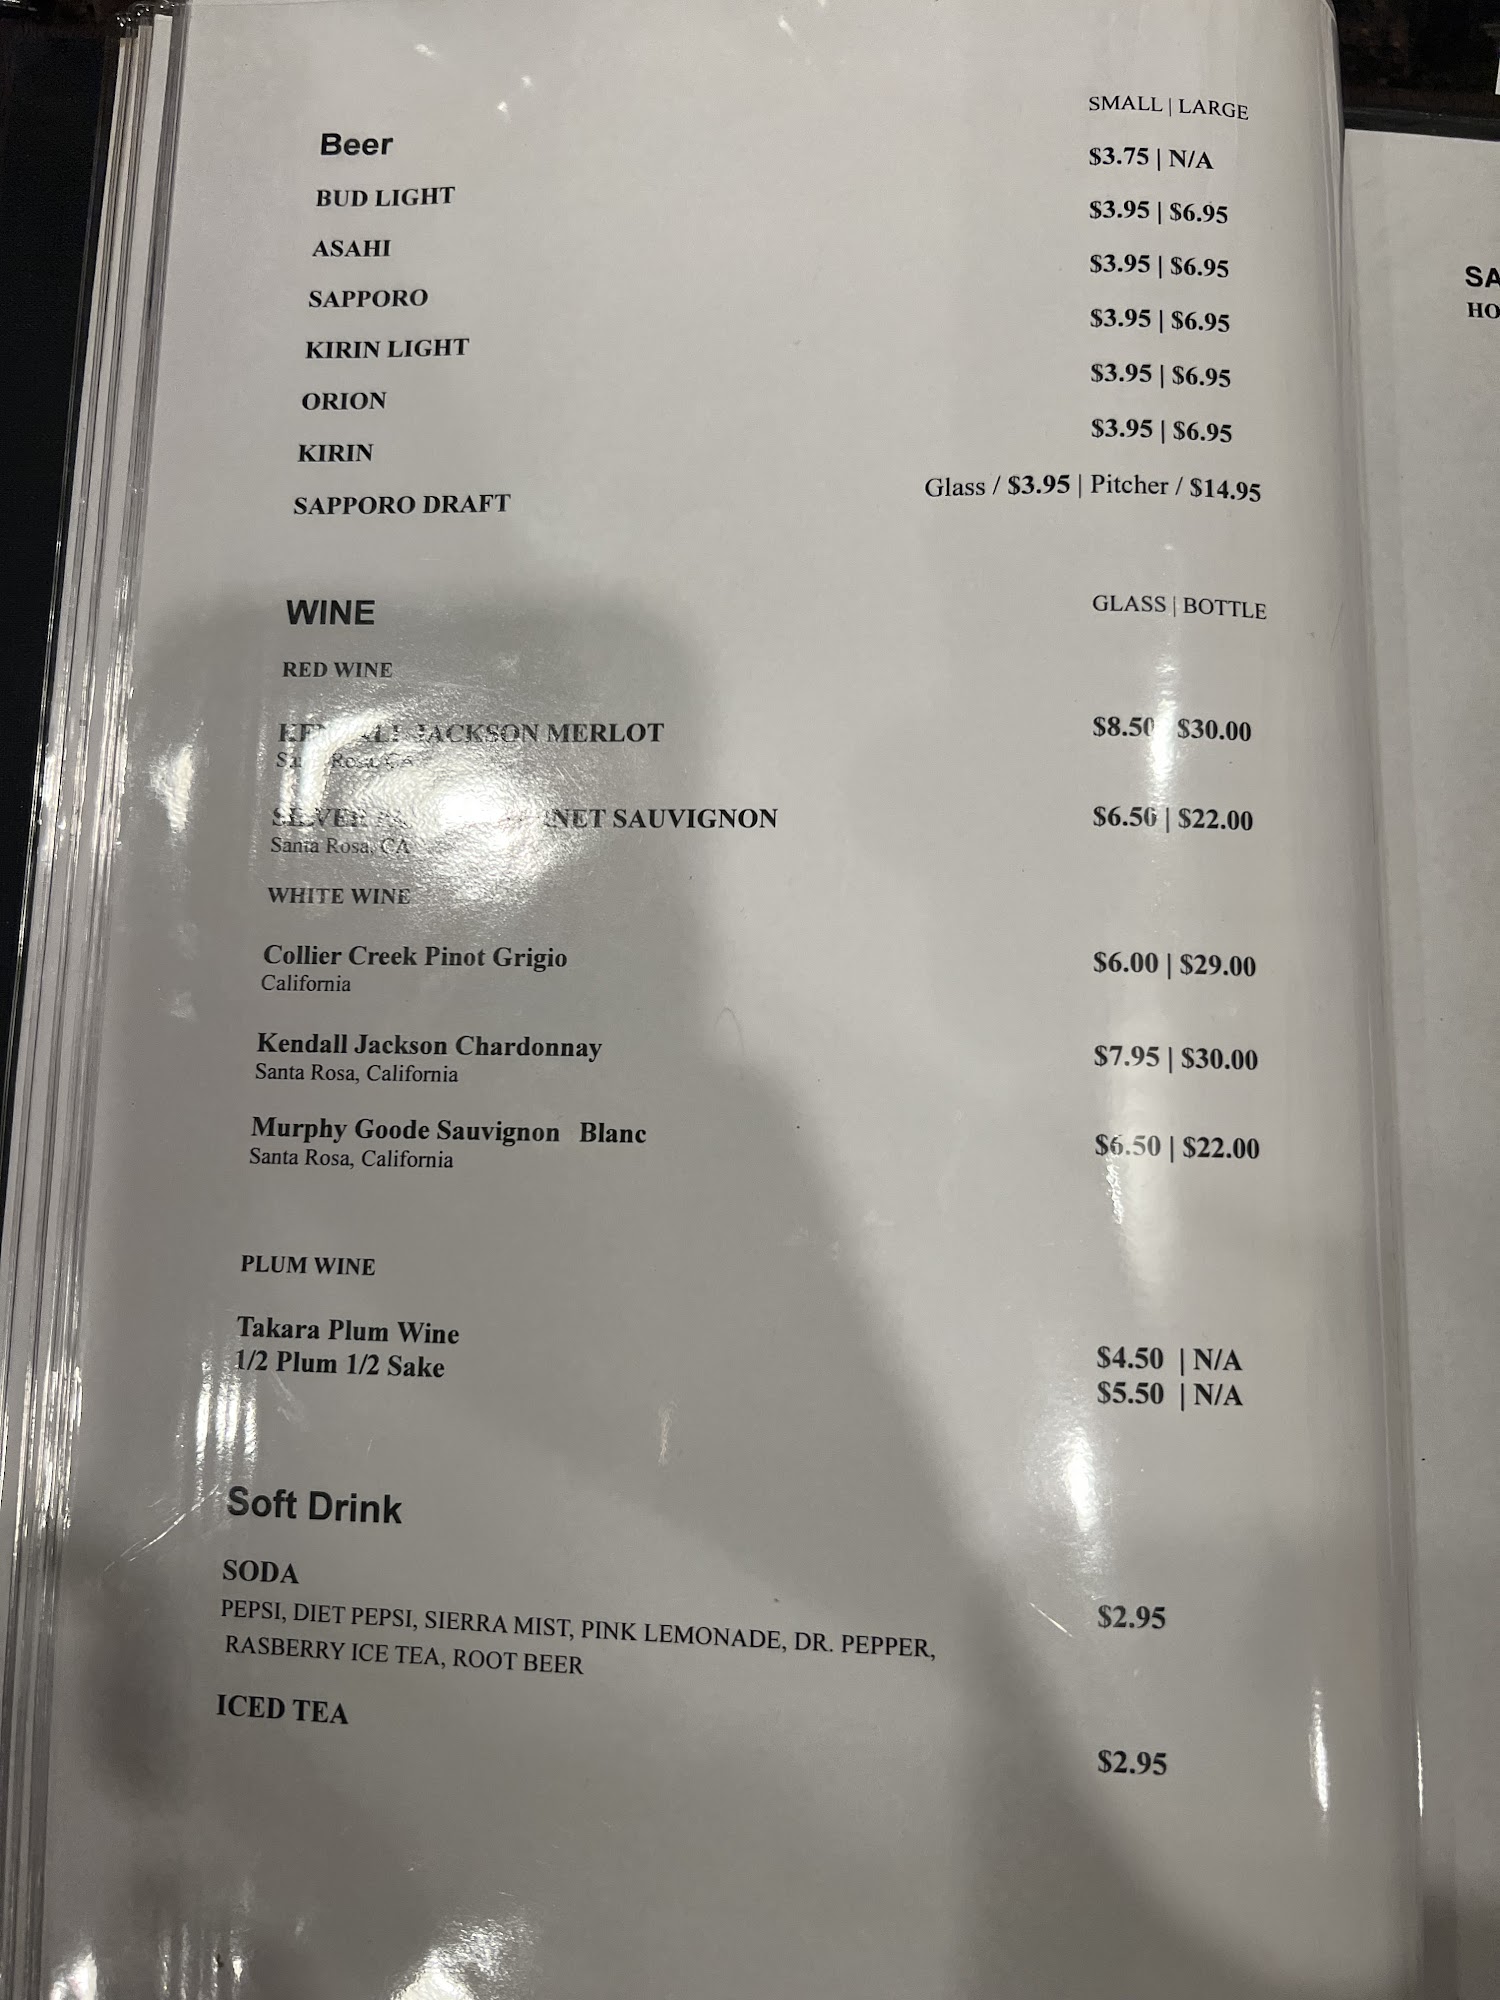 SMALL | LARGE
Beer
$3.75 | N/A
BUD LIGHT
$3.95 | $6.95
ASAHI
$3.95 | $6.95
SAPPORO
$3.95 | $6.95
KIRIN LIGHT
$3.95 | $6.95
ORION
$3.95 | $6.95
KIRIN
Glass / $3.95 | Pitcher / $14.95
SAPPORO DRAFT
WINE GLASS | BOTTLE
RED WINE
JACKSON MERLOT $8.50 $30.00
Rosa, CA
SAUVIGNON $6.50 | $22.00
Santa Rosa, CA
WHITE WINE
Collier Creek Pinot Grigio $6.00 | $29.00
California
Kendall Jackson Chardonnay $7.95 | $30.00
Santa Rosa, California
Murphy Goode Sauvignon Blanc $6.50 | $22.00
Santa Rosa, California
PLUM WINE
Takara Plum Wine $4.50 | N/A
1/2 Plum 1/2 Sake $5.50 | N/A
Soft Drink
SODA
PEPSI, DIET PEPSI, SIERRA MIST, PINK LEMONADE, DR. PEPPER, $2.95
RASBERRY ICE TEA, ROOT BEER
ICED TEA
$2.95